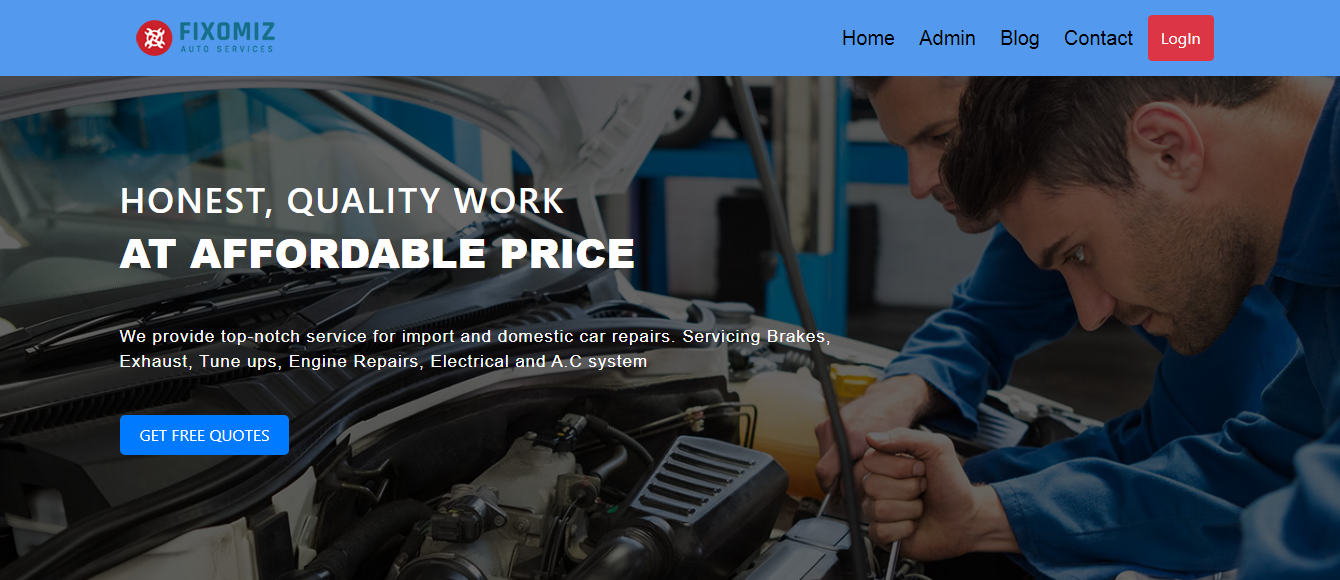 FIXOMIZ
AUTO SERVICES
Home Admin Blog Contact LogIn
HONEST, QUALITY WORK
AT AFFORDABLE PRICE
We provide top-notch service for import and domestic car repairs. Servicing Brakes,
Exhaust, Tune ups, Engine Repairs, Electrical and A.C system
GET FREE QUOTES